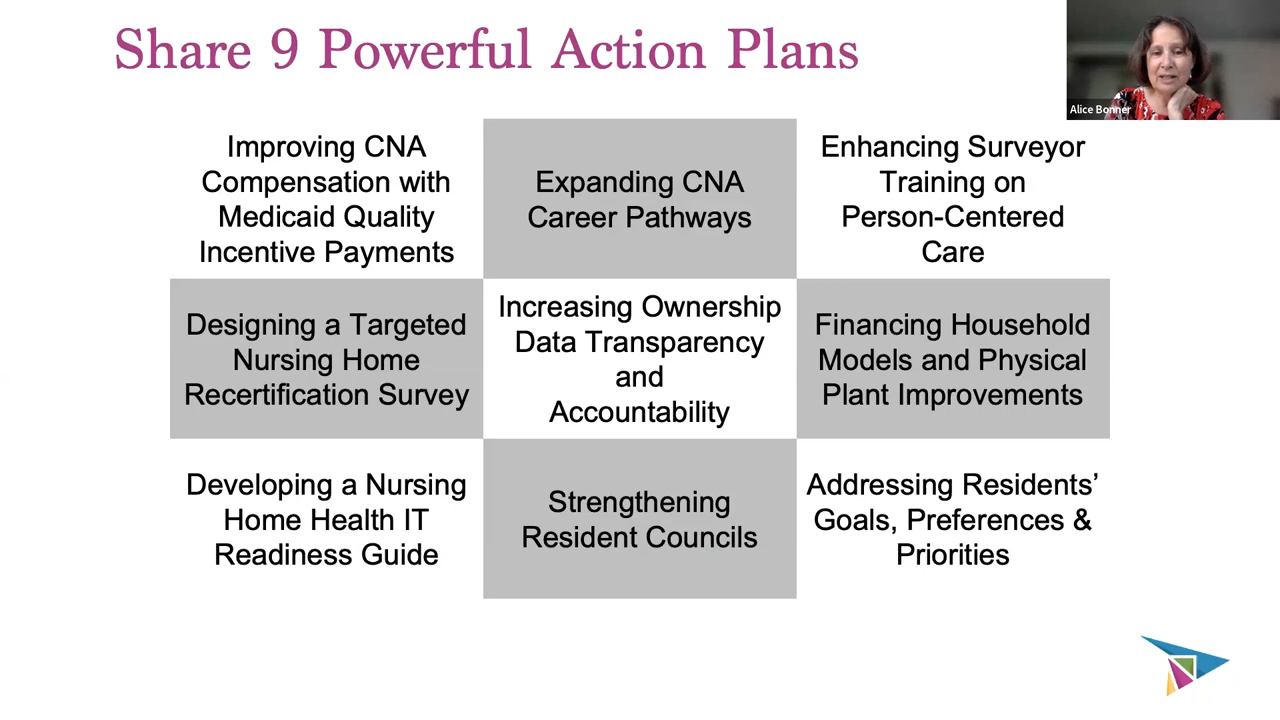 Share 9 Powerful Action Plans
Alice Bonner
Improving CNA
Compensation with
Medicaid Quality
Incentive Payments
Expanding CNA
Career Pathways
Enhancing Surveyor
Training on
Person-Centered
Care
Designing a Targeted
Nursing Home
Recertification Survey
Increasing Ownership
Data Transparency
and
Accountability
Financing Household
Models and Physical
Plant Improvements
Developing a Nursing
Home Health IT
Readiness Guide
Strengthening
Resident Councils
Addressing Residents’
Goals, Preferences &
Priorities